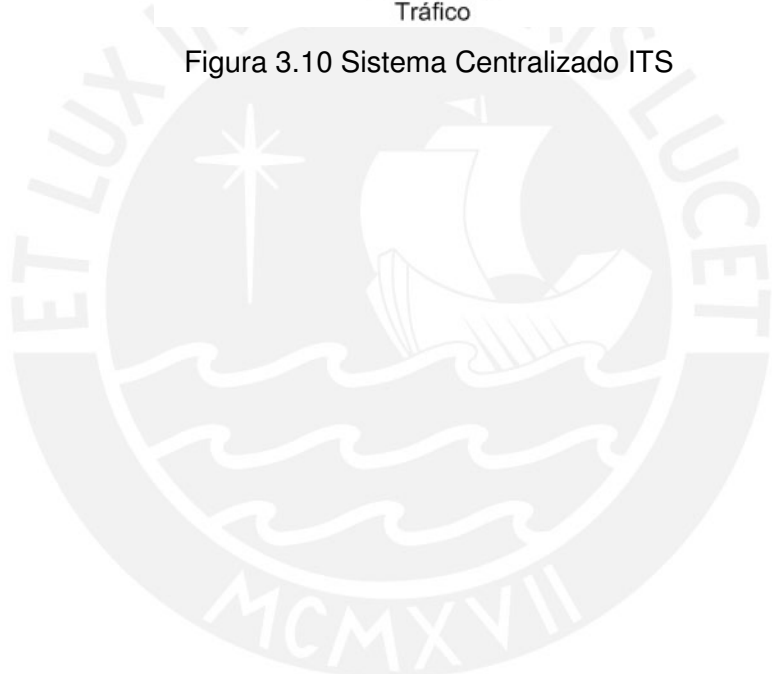 Tráfico
Figura 3.10 Sistema Centralizado ITS
ET LUX IN TENEBRIS LUCET
MCMXVII